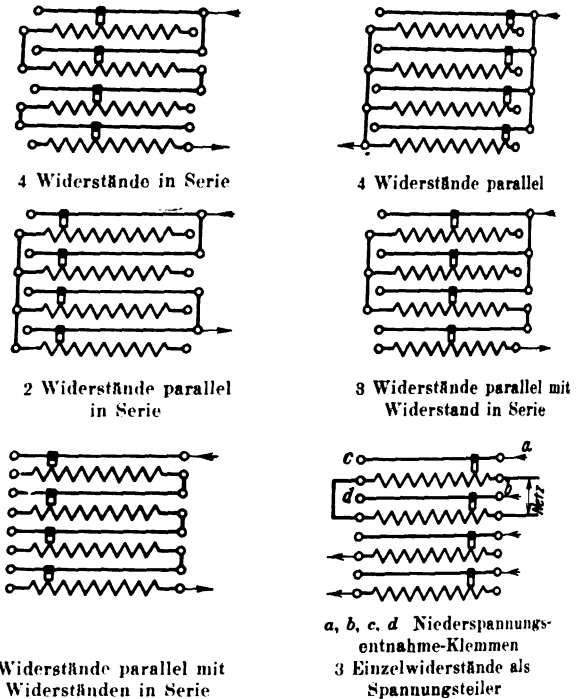 4 Widerstände in Serie
4 Widerstände parallel
2 Widerstände parallel
in Serie
3 Widerstände parallel mit
Widerstand in Serie
c
a
d
b
Netz
Widerstände parallel mit
Widerständen in Serie
a, b, c, d Niederspannungs-
entnahme-Klemmen
3 Einzelwiderstände als
Spannungsteiler